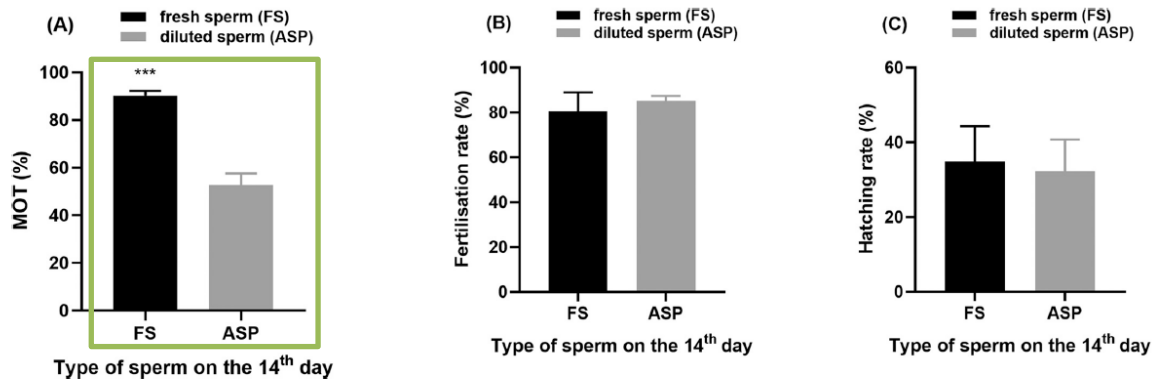 (A)
fresh sperm (FS)
diluted sperm (ASP)
MOT (%)
100
80
60
40
20
0
***
FS
ASP
Type of sperm on the 14th day
(B)
fresh sperm (FS)
diluted sperm (ASP)
Fertilisation rate (%)
100
80
60
40
20
0
FS
ASP
Type of sperm on the 14th day
(C)
fresh sperm (FS)
diluted sperm (ASP)
Hatching rate (%)
60
40
20
0
FS
ASP
Type of sperm on the 14th day